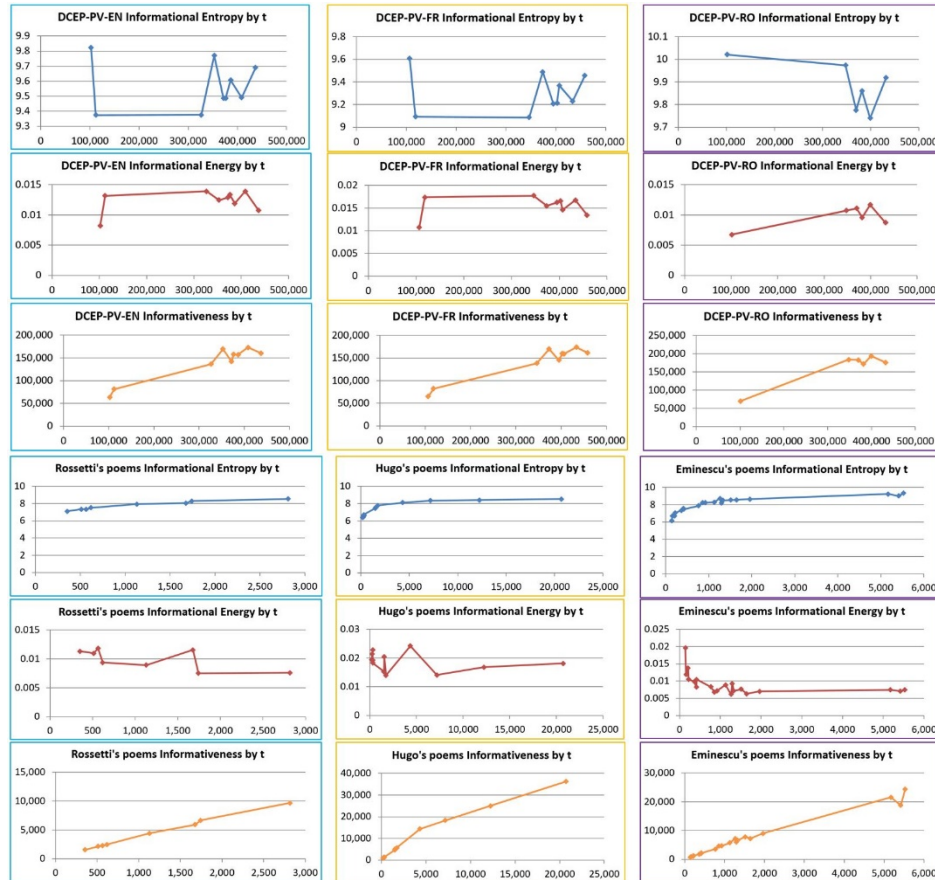 DCEP-PV-EN Informational Entropy by t
9.9
9.8
9.7
9.6
9.5
9.4
9.3
0 100,000 200,000 300,000 400,000 500,000
DCEP-PV-FR Informational Entropy by t
9.8
9.6
9.4
9.2
9
0 100,000 200,000 300,000 400,000 500,000
DCEP-PV-RO Informational Entropy by t
10.1
10
9.9
9.8
9.7
0 100,000 200,000 300,000 400,000 500,000
DCEP-PV-EN Informational Energy by t
0.015
0.01
0.005
0
0 100,000 200,000 300,000 400,000 500,000
DCEP-PV-FR Informational Energy by t
0.02
0.015
0.01
0.005
0
0 100,000 200,000 300,000 400,000 500,000
DCEP-PV-RO Informational Energy by t
0.015
0.01
0.005
0
0 100,000 200,000 300,000 400,000 500,000
DCEP-PV-EN Informativeness by t
200,000
150,000
100,000
50,000
0
0 100,000 200,000 300,000 400,000 500,000
DCEP-PV-FR Informativeness by t
200,000
150,000
100,000
50,000
0
0 100,000 200,000 300,000 400,000 500,000
DCEP-PV-RO Informativeness by t
250,000
200,000
150,000
100,000
50,000
0
0 100,000 200,000 300,000 400,000 500,000
Rossetti's poems Informational Entropy by t
10
8
6
4
2
0
0 500 1,000 1,500 2,000 2,500 3,000
Hugo's poems Informational Entropy by t
10
8
6
4
2
0
0 5,000 10,000 15,000 20,000 25,000
Eminescu's poems Informational Entropy by t
10
8
6
4
2
0
0 1,000 2,000 3,000 4,000 5,000 6,000
Rossetti's poems Informational Energy by t
0.015
0.01
0.005
0
0 500 1,000 1,500 2,000 2,500 3,000
Hugo's poems Informational Energy by t
0.03
0.02
0.01
0
0 5,000 10,000 15,000 20,000 25,000
Eminescu's poems Informational Energy by t
0.025
0.02
0.015
0.01
0.005
0
0 1,000 2,000 3,000 4,000 5,000 6,000
Rossetti's poems Informativeness by t
15,000
10,000
5,000
0
0 500 1,000 1,500 2,000 2,500 3,000
Hugo's poems Informativeness by t
40,000
30,000
20,000
10,000
0
0 5,000 10,000 15,000 20,000 25,000
Eminescu's poems Informativeness by t
30,000
20,000
10,000
0
0 1,000 2,000 3,000 4,000 5,000 6,000